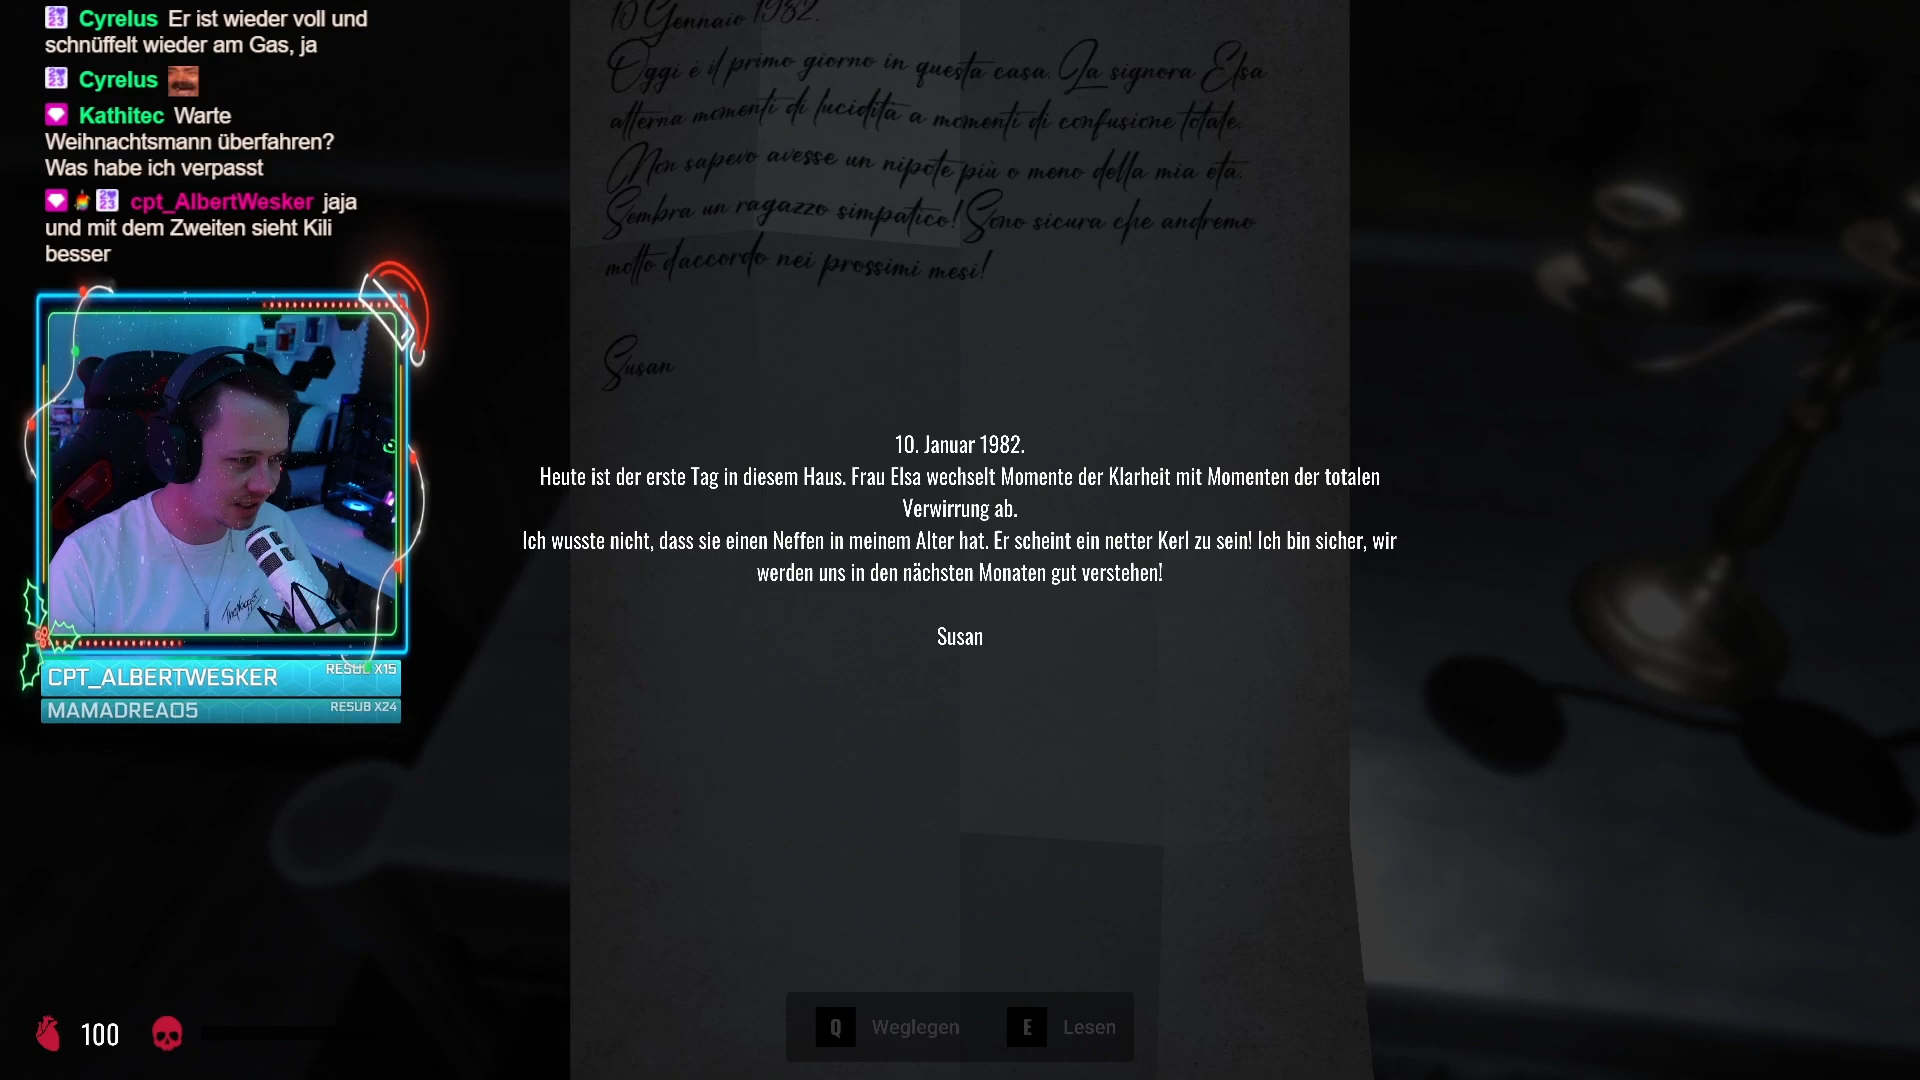 Cyrelus Er ist wieder voll und
schnüffelt wieder am Gas, ja
Cyrelus
Kathitec Warte
Weihnachtsmann überfahren?
Was habe ich verpasst
cpt_AlbertWesker jaja
und mit dem Zweiten sieht Kili
besser
CPT_ALBERTWESKER RESUB X15
MAMADREA05 RESUB X24
10 Gennaio 1982.
Oggi è il primo giorno in questa casa. La signora Elsa
alterna momenti di lucidità a momenti di confusione totale.
Non sapevo avesse un nipote più o meno della mia età.
Sembra un ragazzo simpatico! Sono sicura che andremo
molto d'accordo nei prossimi mesi!
Susan
10. Januar 1982.
Heute ist der erste Tag in diesem Haus. Frau Elsa wechselt Momente der Klarheit mit Momenten der totalen
Verwirrung ab.
Ich wusste nicht, dass sie einen Neffen in meinem Alter hat. Er scheint ein netter Kerl zu sein! Ich bin sicher, wir
werden uns in den nächsten Monaten gut verstehen!
Susan
100
Q Weglegen E Lesen